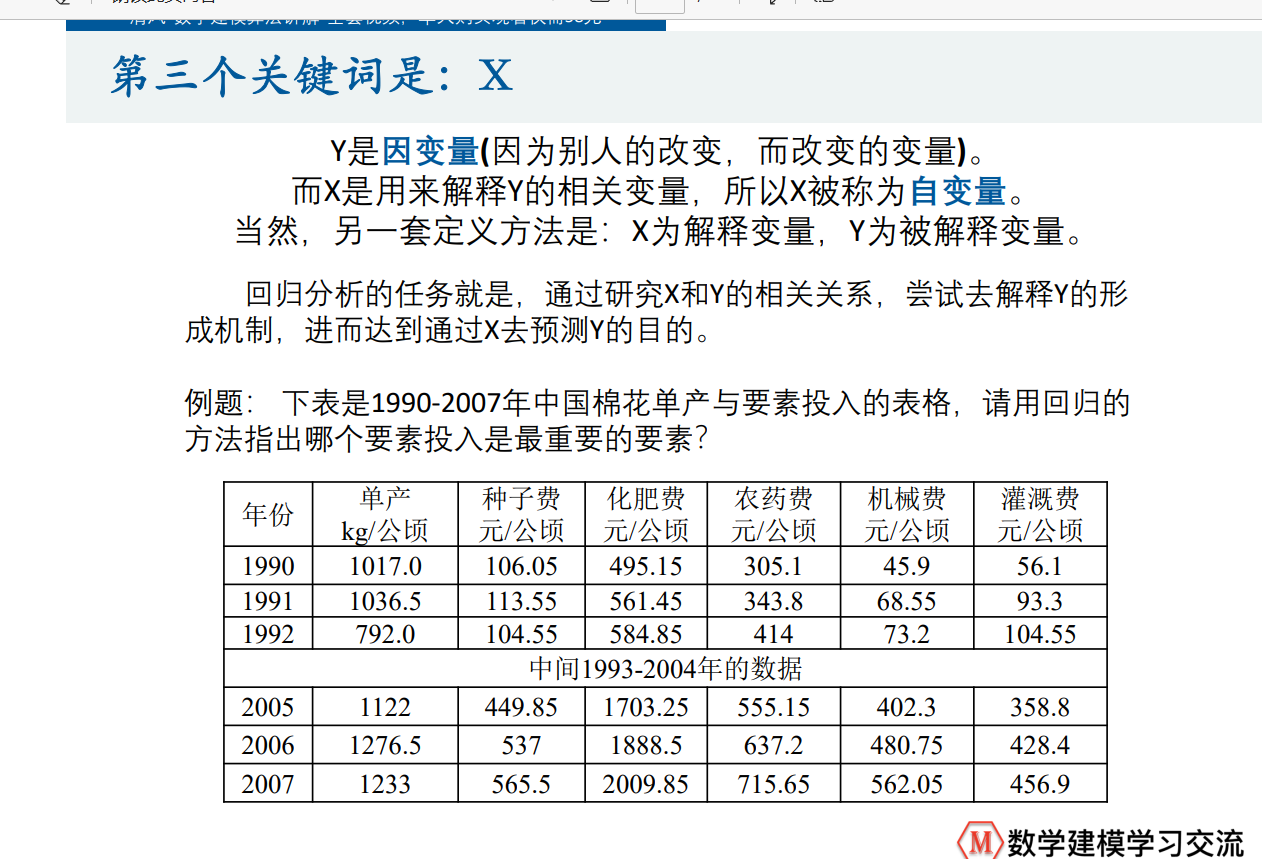 第三个关键词是：X
Y是因变量(因为别人的改变，而改变的变量)。
而X是用来解释Y的相关变量，所以X被称为自变量。
当然，另一套定义方法是：X为解释变量，Y为被解释变量。
回归分析的任务就是，通过研究X和Y的相关关系，尝试去解释Y的形
成机制，进而达到通过X去预测Y的目的。
例题： 下表是1990-2007年中国棉花单产与要素投入的表格，请用回归的
方法指出哪个要素投入是最重要的要素？
年份 单产 种子费 化肥费 农药费 机械费 灌溉费
kg/公顷 元/公顷 元/公顷 元/公顷 元/公顷 元/公顷
1990 1017.0 106.05 495.15 305.1 45.9 56.1
1991 1036.5 113.55 561.45 343.8 68.55 93.3
1992 792.0 104.55 584.85 414 73.2 104.55
中间1993-2004年的数据
2005 1122 449.85 1703.25 555.15 402.3 358.8
2006 1276.5 537 1888.5 637.2 480.75 428.4
2007 1233 565.5 2009.85 715.65 562.05 456.9
M 数学建模学习交流